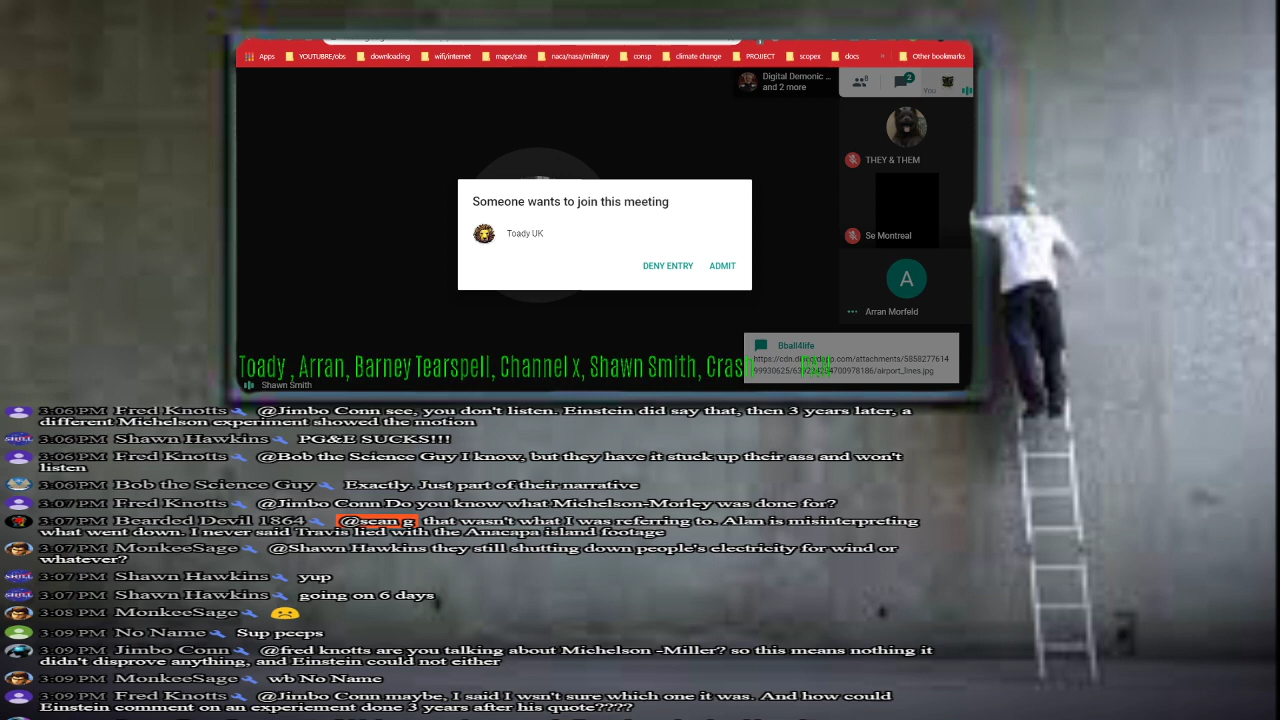 Apps YOUTUBRE/obs downloading wifi/internet maps/sate naca/nasa/militrary consp climate change PROJJECT scopex docs Other bookmarks
Digital Demonic ...
and 2 more
2
You
THEY & THEM
Someone wants to join this meeting
Toady UK
Se Montreal
DENY ENTRY ADMIT
A
Arran Morfeld
Bball4life
99930625/
/airport_lines.jpg
Toady , Arran, Barney Tearspell, Channel x, Shawn Smith,
Shawn Smith
3:06 PM Fred Knotts @Jimbo Conn see, you don't listen. Einstein did say that, then 3 years later, a
different Michelson experiment showed the motion
3:06 PM Shawn Hawkins PG&E SUCKS!!!
3:06 PM Fred Knotts @Bob the Science Guy I know, but they have it stuck up their ass and won't
listen
3:06 PM Bob the Science Guy Exactly. Just part of their narrative
3:07 PM Fred Knotts @Jimbo Conn Do you know what Michelson-Morley was done for?
3:07 PM Bearded Devil 1864 @sean g that wasn't what I was referring to. Alan is misinterpreting
what went down. I never said Travis lied with the Anacapa island footage
3:07 PM MonkeeSage @Shawn Hawkins they still shutting down people's electricity for wind or
whatever?
3:07 PM Shawn Hawkins yup
3:07 PM Shawn Hawkins going on 6 days
3:08 PM MonkeeSage
3:09 PM No Name Sup peeps
3:09 PM Jimbo Conn @fred knotts are you talking about Michelson -Miller? so this means nothing it
didn't disprove anything, and Einstein could not either
3:09 PM MonkeeSage wb No Name
3:09 PM Fred Knotts @Jimbo Conn maybe, I said I wsn't sure which one it was. And how could
Einstein comment on an experiement done 3 years after his quote????